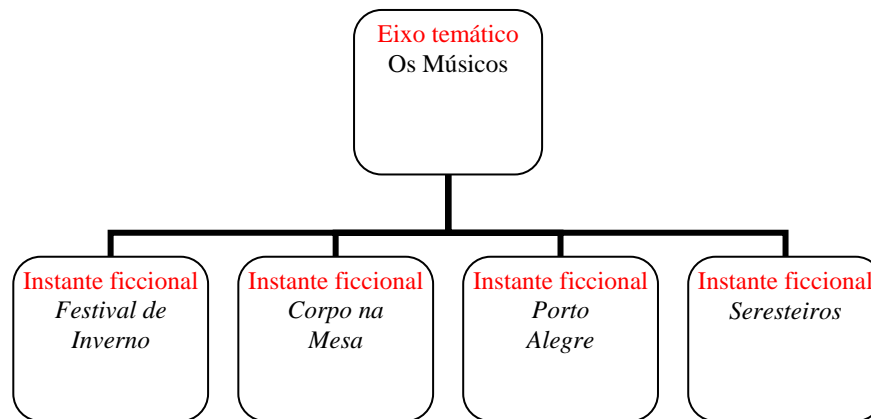 Eixo temático
Os Músicos
Instante ficcional
Festival de
Inverno
Instante ficcional
Corpo na
Mesa
Instante ficcional
Porto
Alegre
Instante ficcional
Seresteiros